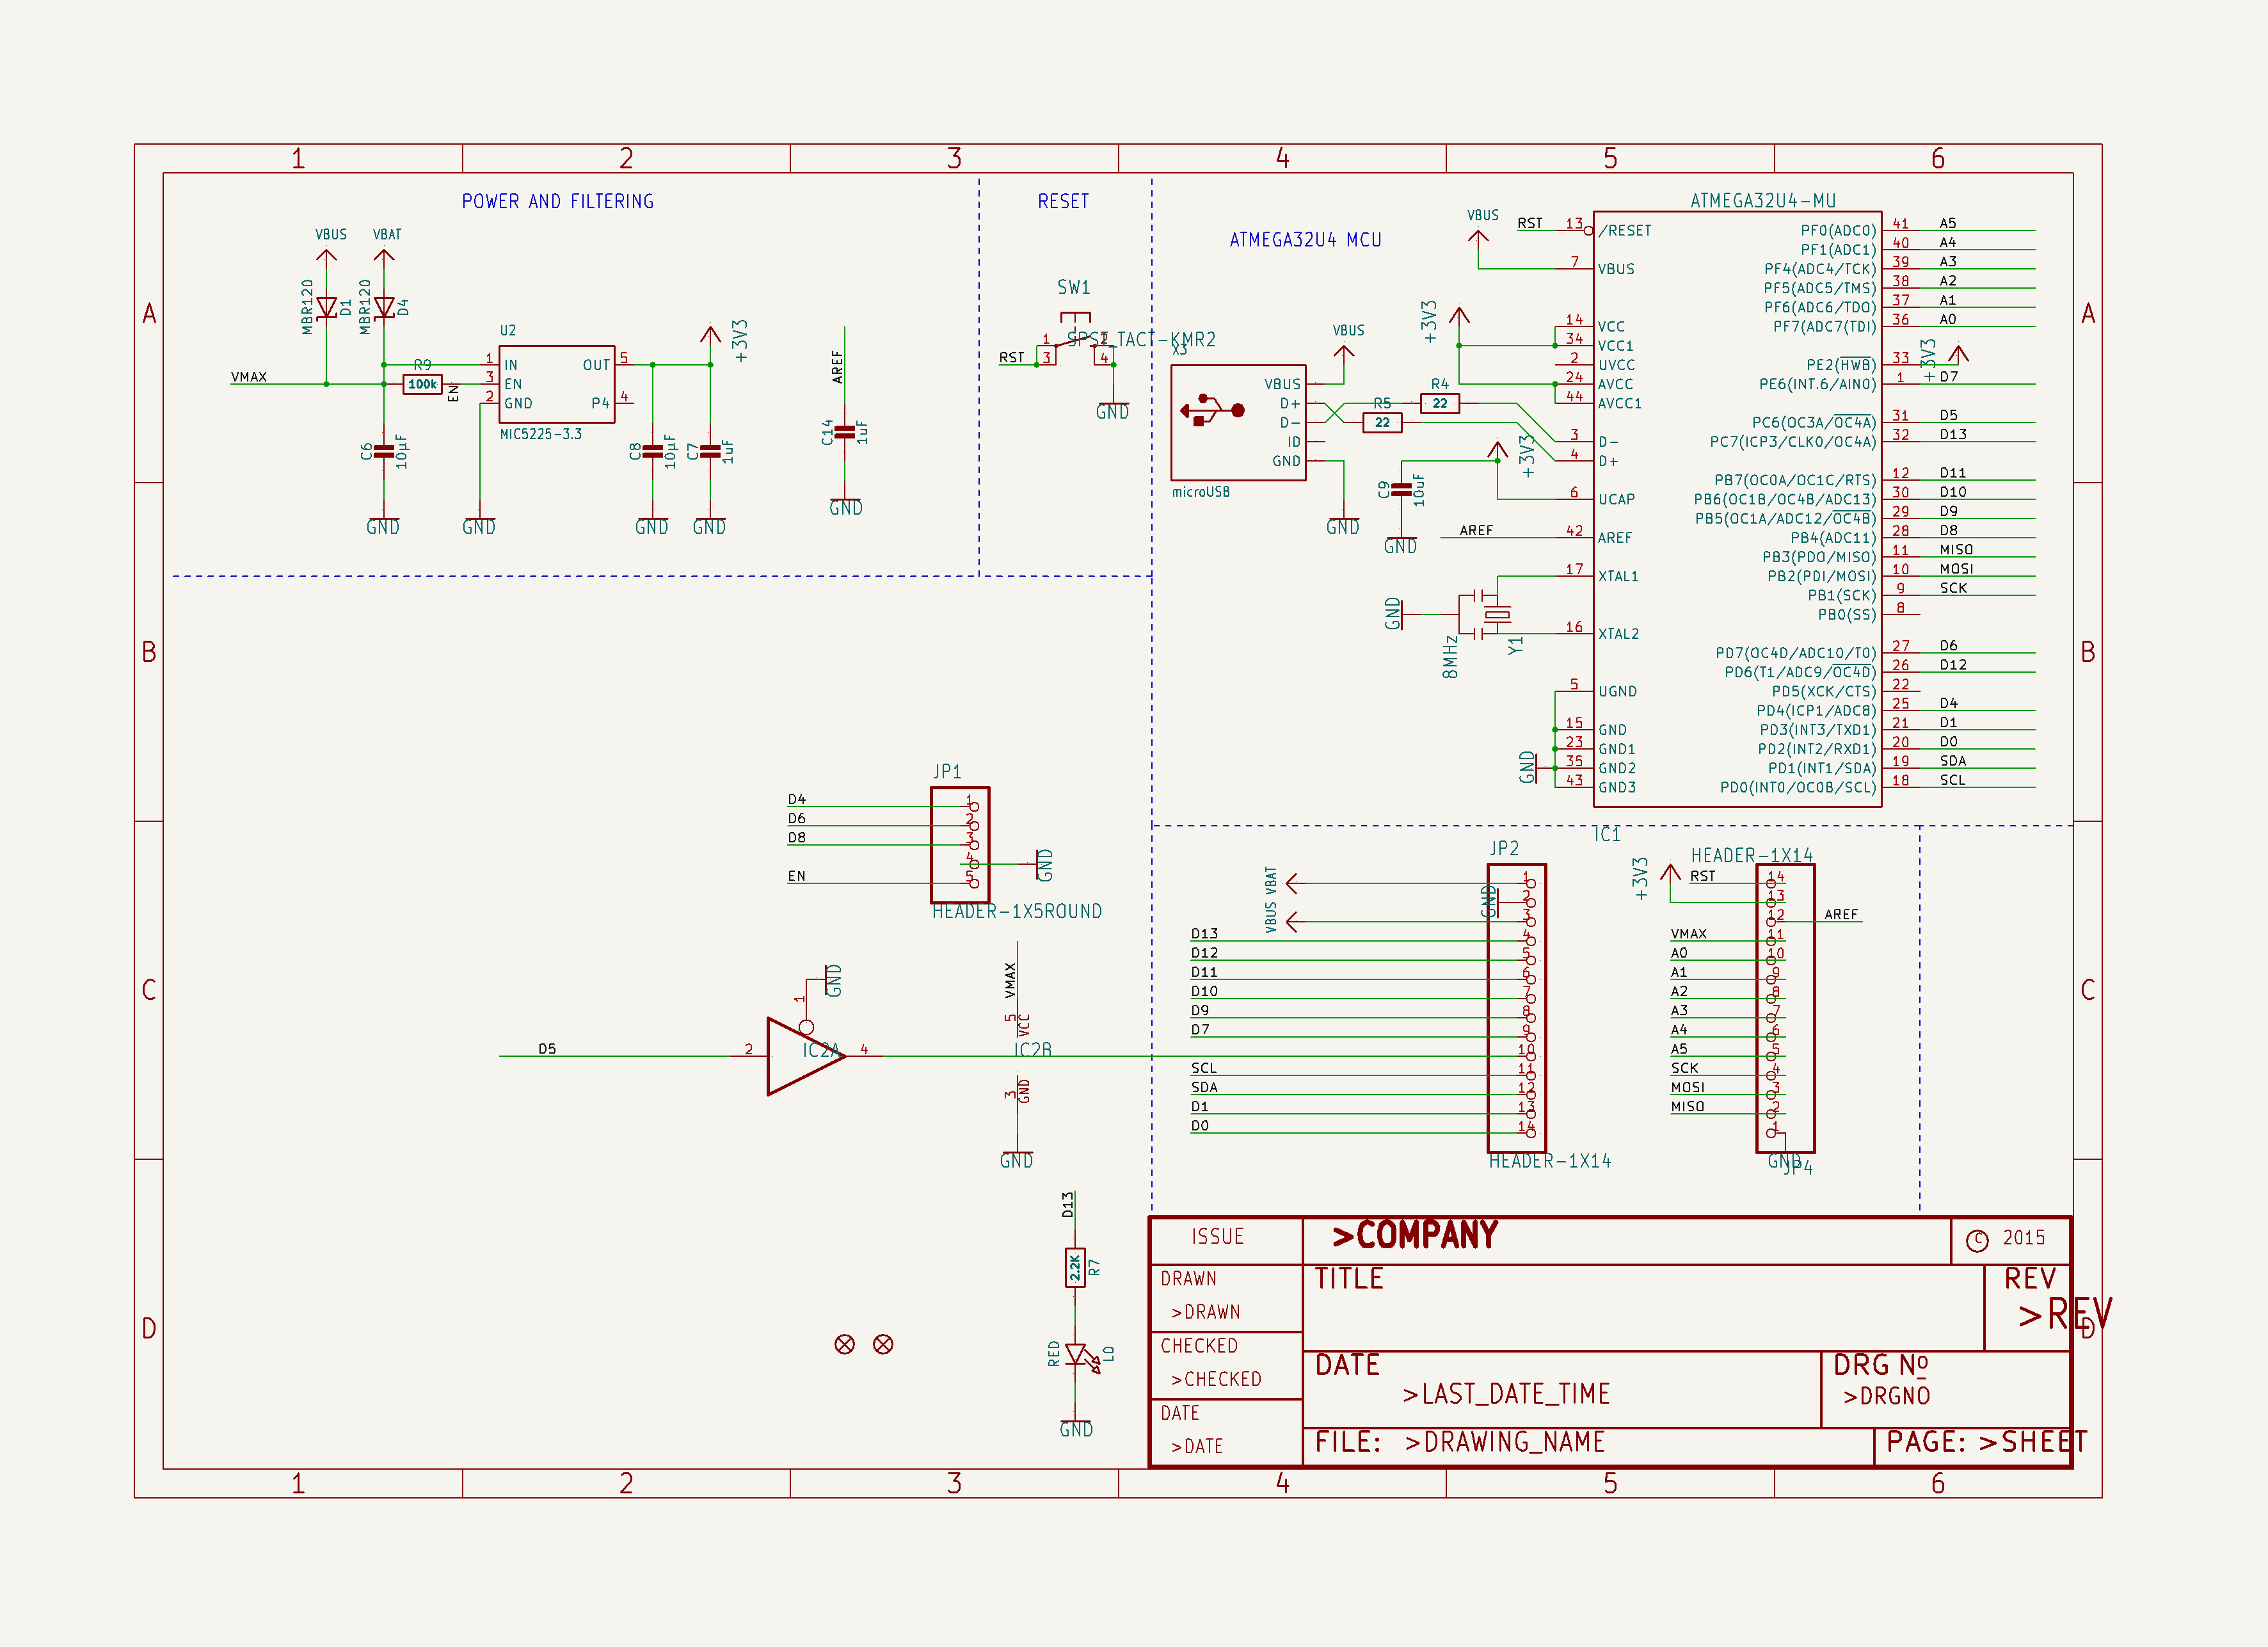 1 2 3 4 5 6
A
B
C
D
A
B
C
D
1 2 3 4 5 6
POWER AND FILTERING
VBUS VBAT
MBR120
D1
MBR120
D4
VMAX
R9
100k
EN
U2
1 IN
3 EN
2 GND
OUT 5
P4 4
MIC5225-3.3
+3V3
C6
10µF
C8
10µF
C7
1uF
GND GND GND GND
AREF
C14
1uF
GND
RESET
SW1
SPST_TACT-KMR2
RST
1 2
3 4
GND
ATMEGA32U4 MCU
X3
VBUS
D+
D-
ID
GND
microUSB
VBUS
GND
R4
22
R5
22
+3V3
C9
10uF
GND
VBUS
+3V3
AREF
GND
8MHz
Y1
GND
ATMEGA32U4-MU
RST 13 /RESET
7 VBUS
14 VCC
34 VCC1
2 UVCC
24 AVCC
44 AVCC1
3 D-
4 D+
6 UCAP
42 AREF
17 XTAL1
16 XTAL2
5 UGND
15 GND
23 GND1
35 GND2
43 GND3
PF0(ADC0) 41 A5
PF1(ADC1) 40 A4
PF4(ADC4/TCK) 39 A3
PF5(ADC5/TMS) 38 A2
PF6(ADC6/TDO) 37 A1
PF7(ADC7(TDI) 36 A0
PE2(HWB) 33 +3V3
PE6(INT.6/AIN0) 1 D7
PC6(OC3A/OC4A) 31 D5
PC7(ICP3/CLK0/OC4A) 32 D13
PB7(OC0A/OC1C/RTS) 12 D11
PB6(OC1B/OC4B/ADC13) 30 D10
PB5(OC1A/ADC12/OC4B) 29 D9
PB4(ADC11) 28 D8
PB3(PDO/MISO) 11 MISO
PB2(PDI/MOSI) 10 MOSI
PB1(SCK) 9 SCK
PB0(SS) 8
PD7(OC4D/ADC10/T0) 27 D6
PD6(T1/ADC9/OC4D) 26 D12
PD5(XCK/CTS) 22
PD4(ICP1/ADC8) 25 D4
PD3(INT3/TXD1) 21 D1
PD2(INT2/RXD1) 20 D0
PD1(INT1/SDA) 19 SDA
PD0(INT0/OC0B/SCL) 18 SCL
IC1
JP1
D4 1
D6 2
D8 3
4 GND
EN 5
HEADER-1X5ROUND
D5 2 IC2A 4
1 GND
VMAX
5 VCC
IC2B
3 GND
GND
D13
2.2K
R7
RED
L0
GND
JP2
VBAT 1
GND 2
VBUS 3
D13 4
D12 5
D11 6
D10 7
D9 8
D7 9
10
SCL 11
SDA 12
D1 13
D0 14
HEADER-1X14
HEADER-1X14
+3V3
RST 14
13
12 AREF
VMAX 11
A0 10
A1 9
A2 8
A3 7
A4 6
A5 5
SCK 4
MOSI 3
MISO 2
1
GND
JP4
ISSUE >COMPANY © 2015
DRAWN
>DRAWN
TITLE
REV
>REV
CHECKED
>CHECKED
DATE
>LAST_DATE_TIME
DRG Nº
>DRGNO
DATE
>DATE
FILE: >DRAWING_NAME PAGE: >SHEET